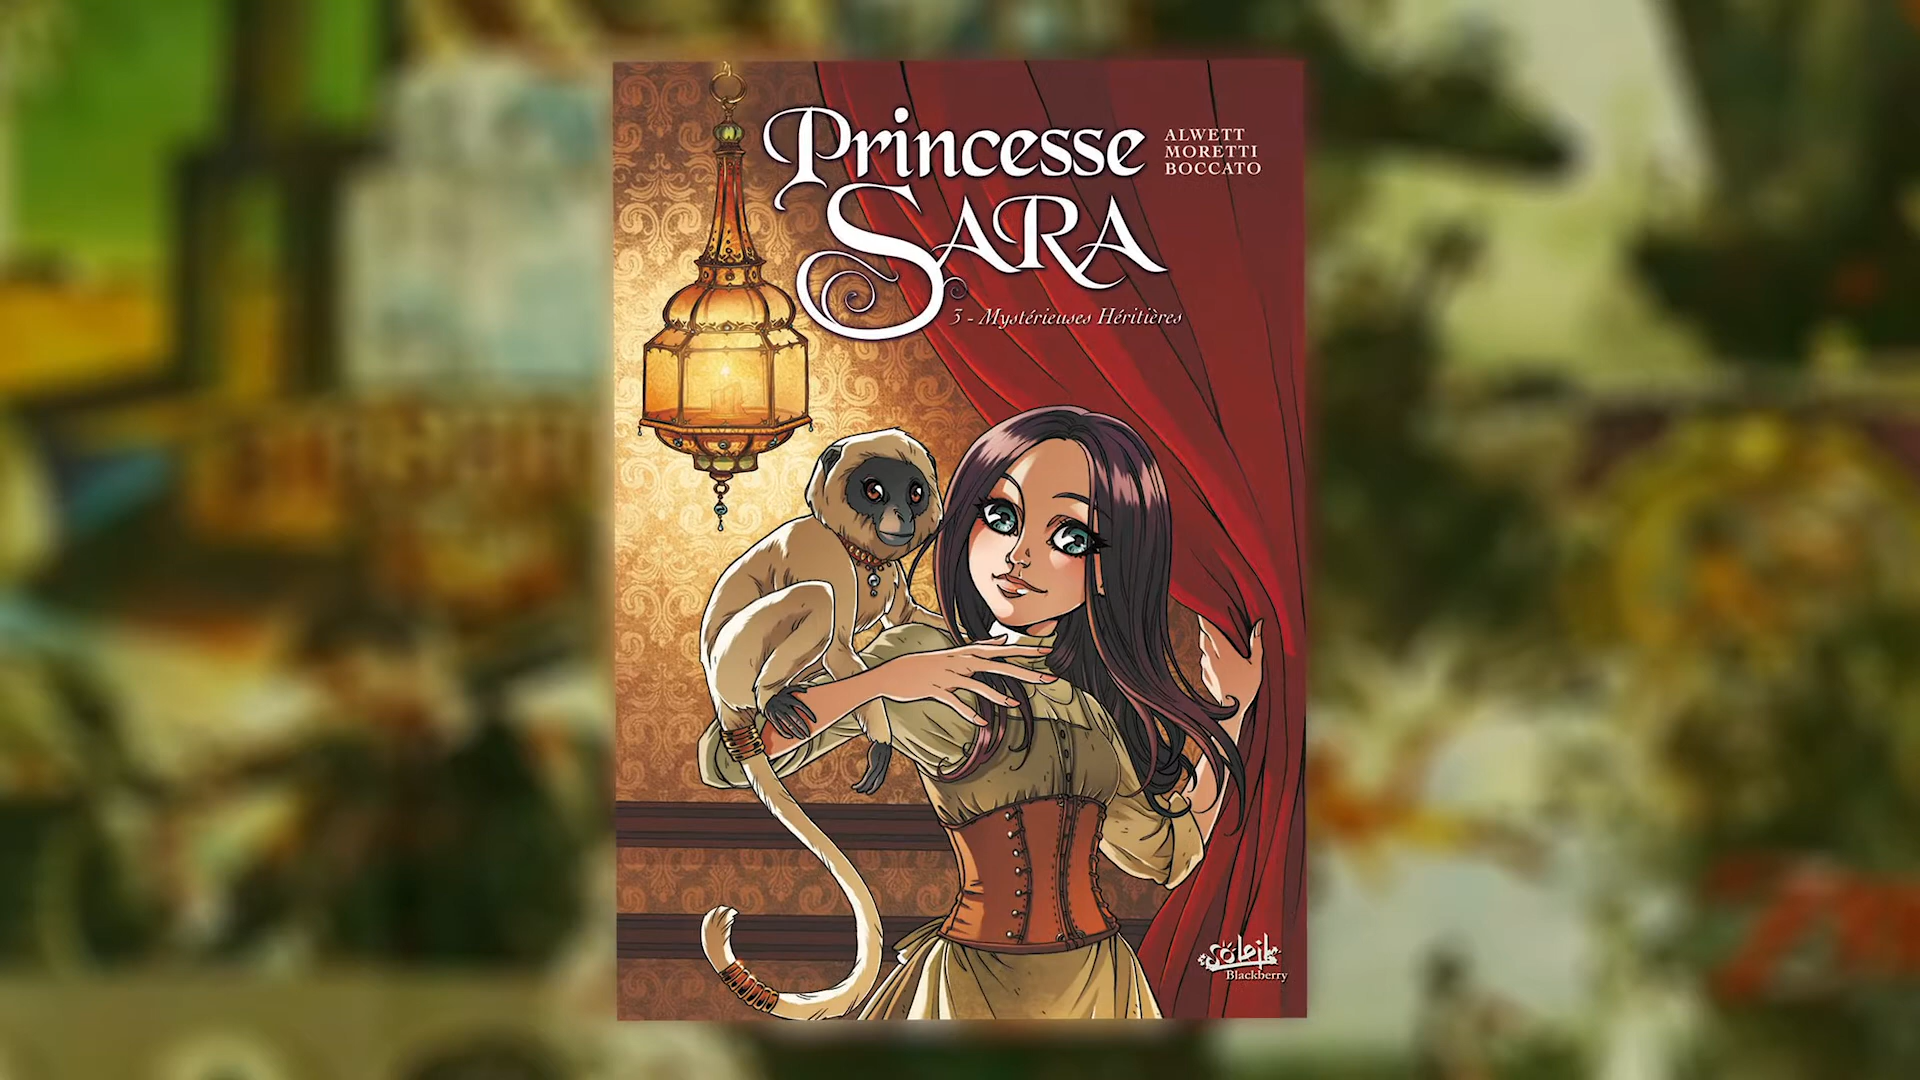 Princesse
Sara
ALWETT
MORETTI
BOCCATO
3 - Mystérieuses Héritières
Soleil
Blackberry